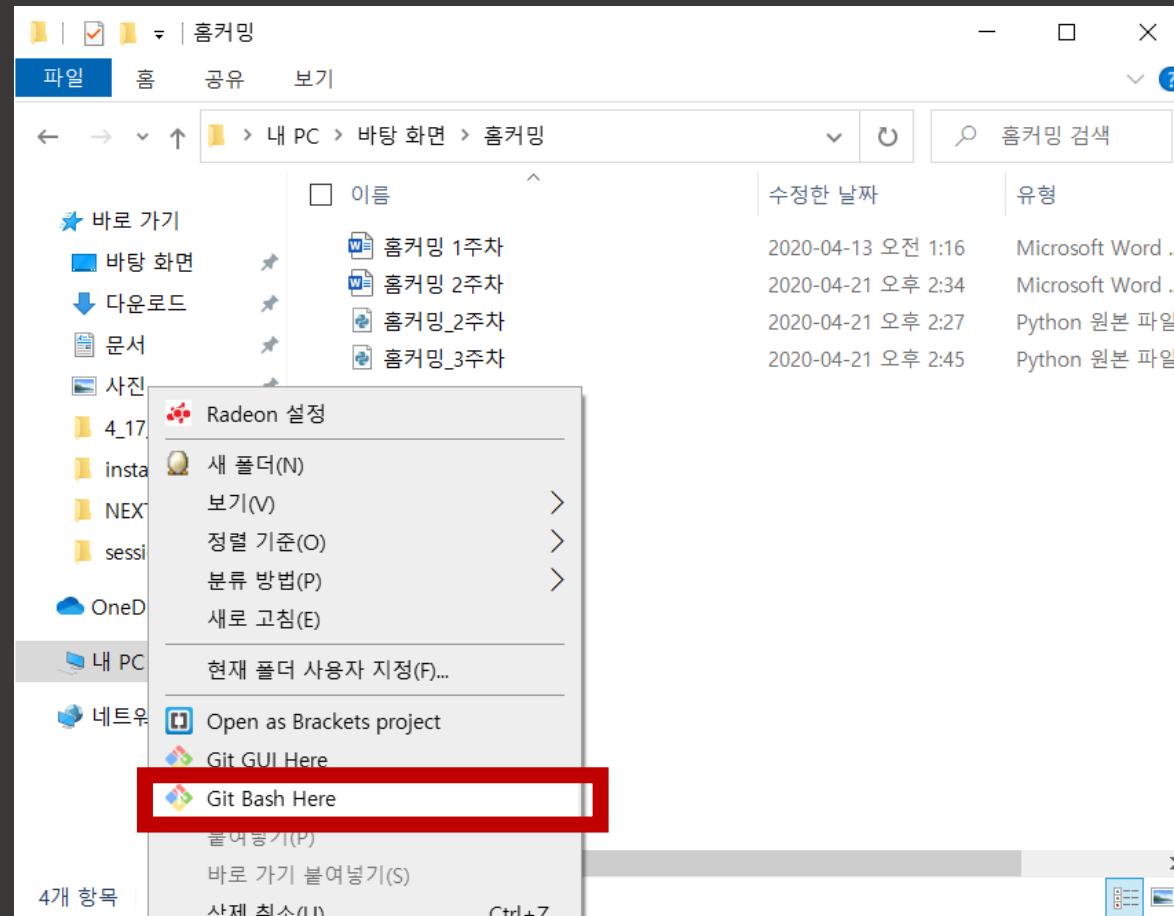 홈커밍
파일 홈 공유 보기
내 PC > 바탕 화면 > 홈커밍
홈커밍 검색
이름 수정한 날짜 유형
바로 가기
바탕 화면
다운로드
문서
사진
4_17_
insta
NEXT
sessi
OneD
내 PC
네트워
홈커밍 1주차 2020-04-13 오전 1:16 Microsoft Word ..
홈커밍 2주차 2020-04-21 오후 2:34 Microsoft Word ..
홈커밍_2주차 2020-04-21 오후 2:27 Python 원본 파일
홈커밍_3주차 2020-04-21 오후 2:45 Python 원본 파일
Radeon 설정
새 폴더(N)
보기(V)
정렬 기준(O)
분류 방법(P)
새로 고침(E)
현재 폴더 사용자 지정(F)...
Open as Brackets project
Git GUI Here
Git Bash Here
붙여넣기(P)
바로 가기 붙여넣기(S)
삭제 취소(U) Ctrl+Z
4개 항목